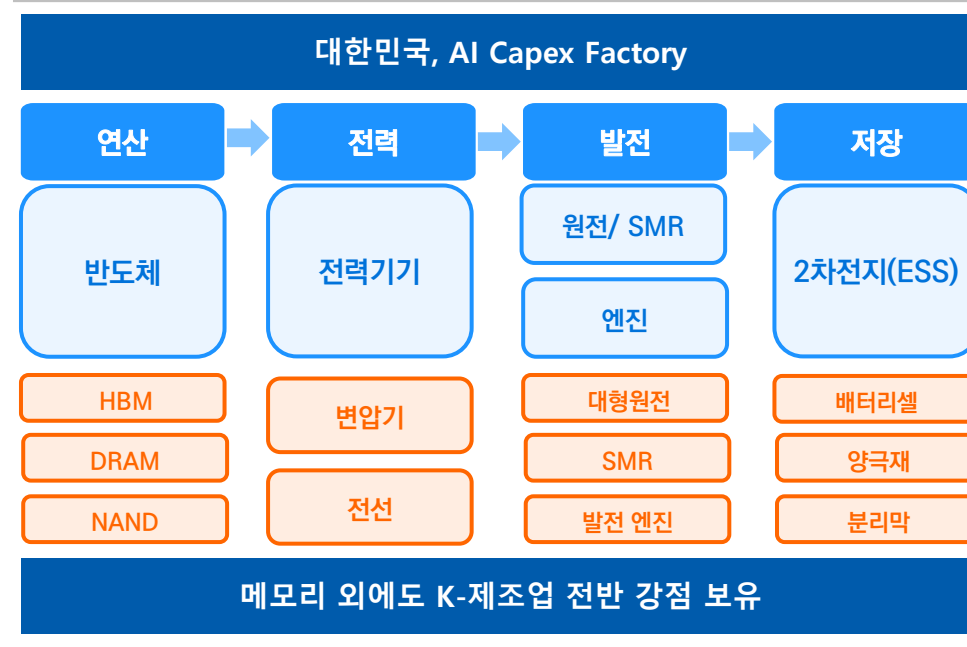 대한민국, AI Capex Factory
연산
전력
발전
저장
반도체
전력기기
원전/ SMR
엔진
2차전지(ESS)
HBM
DRAM
NAND
변압기
전선
대형원전
SMR
발전 엔진
배터리셀
양극재
분리막
메모리 외에도 K-제조업 전반 강점 보유